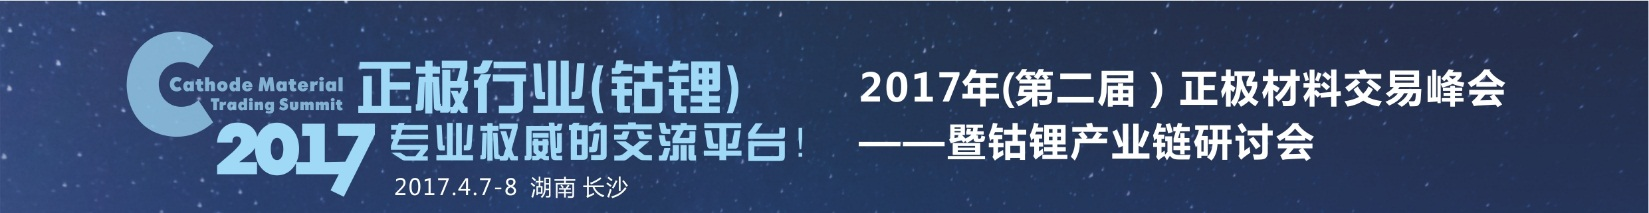 Cathode Material
Trading Summit
2017
正极行业(钴锂)
专业权威的交流平台!
2017.4.7-8 湖南 长沙
2017年(第二届）正极材料交易峰会
——暨钴锂产业链研讨会